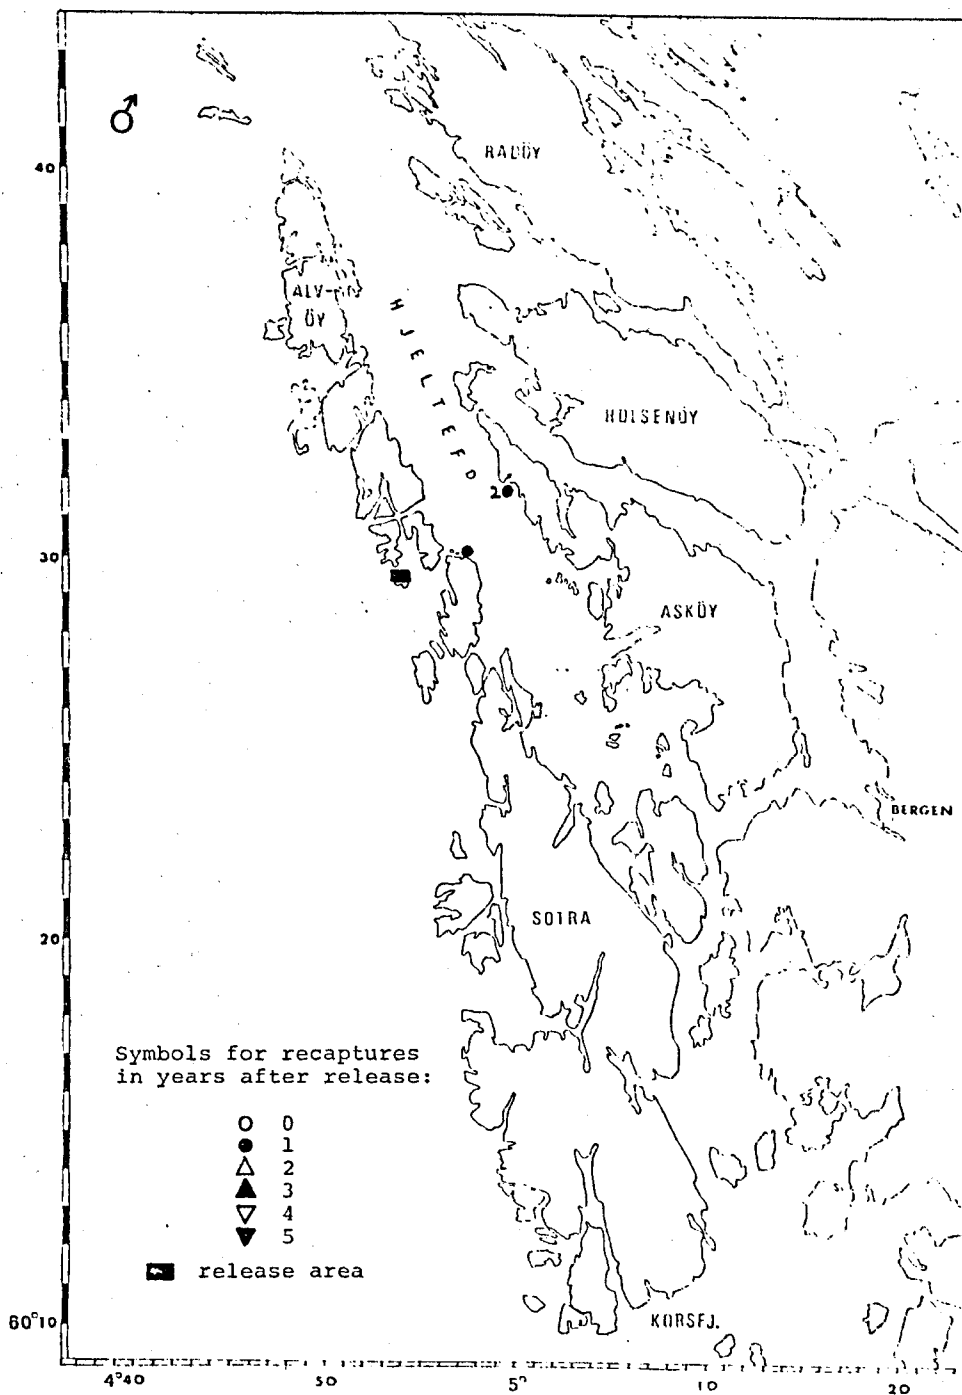 ♂
40
RADÖY
ALV-
ÖY
HJELTEFD
HOLSENÖY
2
30
ASKÖY
BERGEN
SOTRA
20
Symbols for recaptures
in years after release:
0
1
2
3
4
5
release area
60°10
KORSFJ.
4°40
50
5°
10
20